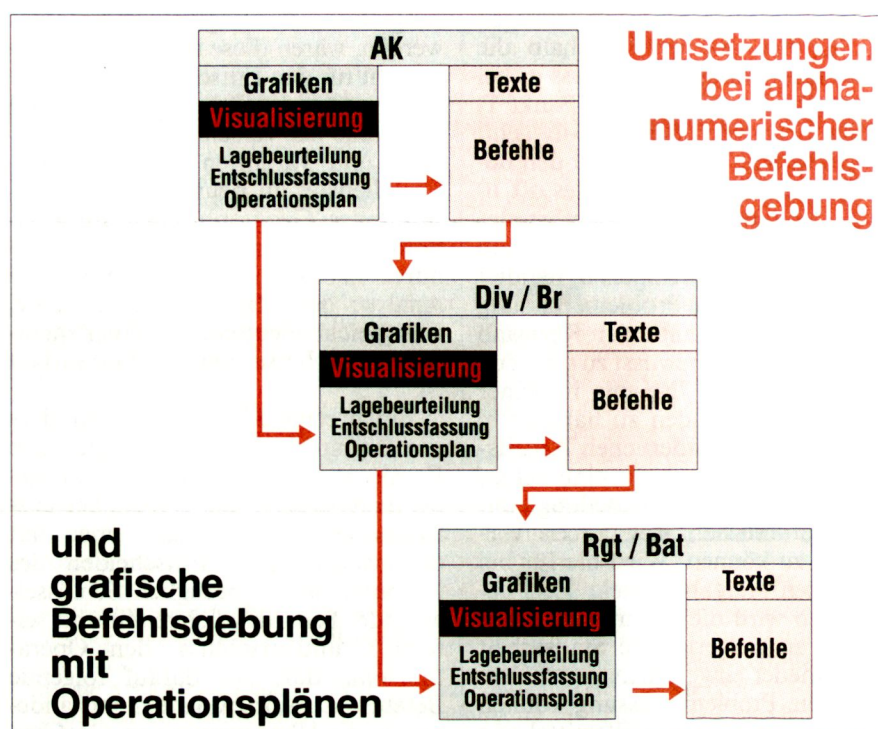 AK
Grafiken
Visualisierung
Lagebeurteilung
Entschlussfassung
Operationsplan
Texte
Befehle
Umsetzungen
bei alpha-
numerischer
Befehls-
gebung
Div / Br
Grafiken
Visualisierung
Lagebeurteilung
Entschlussfassung
Operationsplan
Texte
Befehle
Rgt / Bat
Grafiken
Visualisierung
Lagebeurteilung
Entschlussfassung
Operationsplan
Texte
Befehle
und
grafische
Befehlsgebung
mit
Operationsplänen